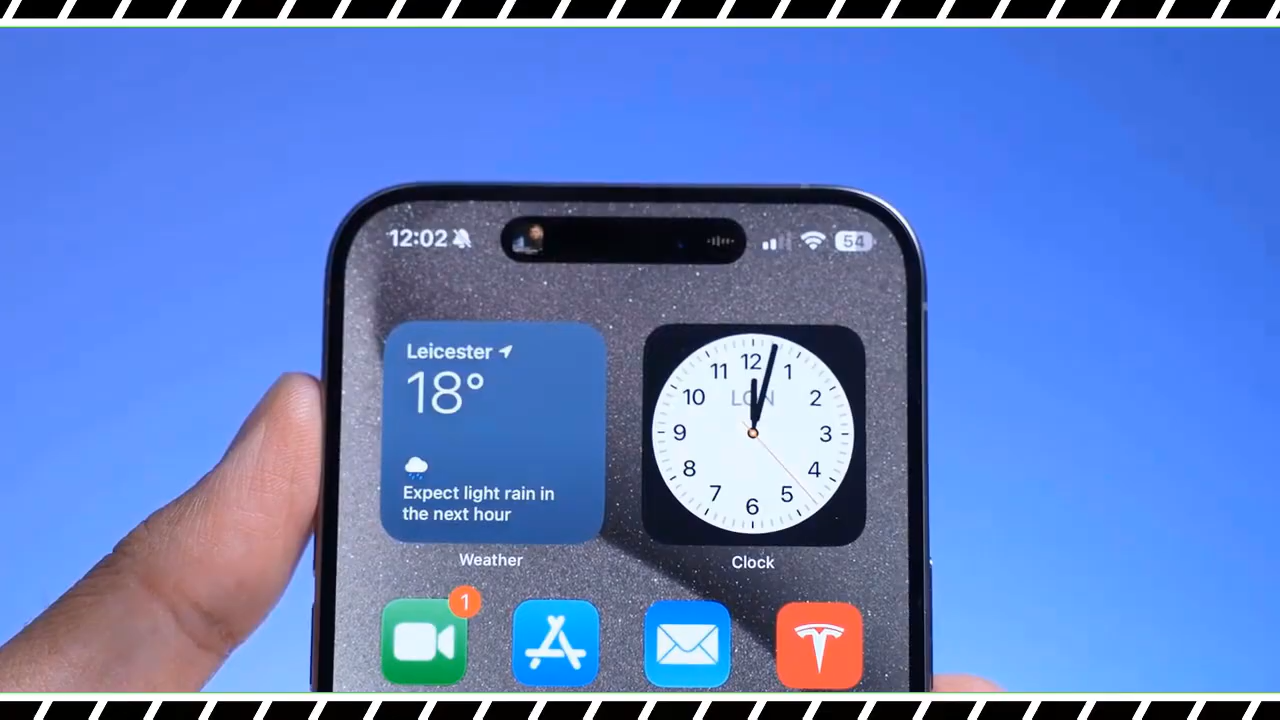 12:02
54
Leicester
18°
Expect light rain in
the next hour
Weather
12
11
1
10
LON
2
9
3
8
4
7
5
6
Clock
1